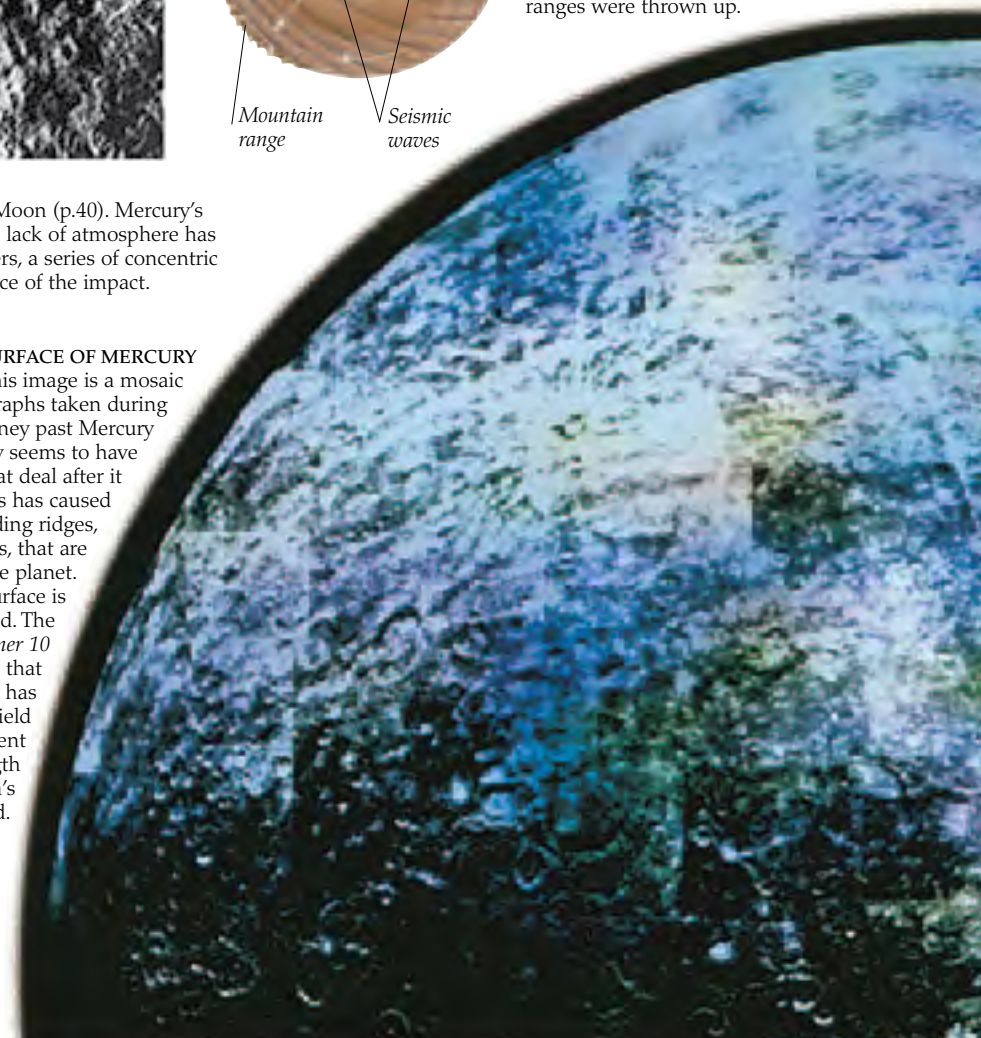 ranges were thrown up.
Mountain
range
Seismic
waves
Moon (p.40). Mercury's
lack of atmosphere has
rs, a series of concentric
ce of the impact.
URFACE OF MERCURY
is image is a mosaic
raphs taken during
ney past Mercury
y seems to have
at deal after it
s has caused
ding ridges,
s, that are
e planet.
urface is
d. The
ner 10
that
has
ield
ent
gth
's
d.